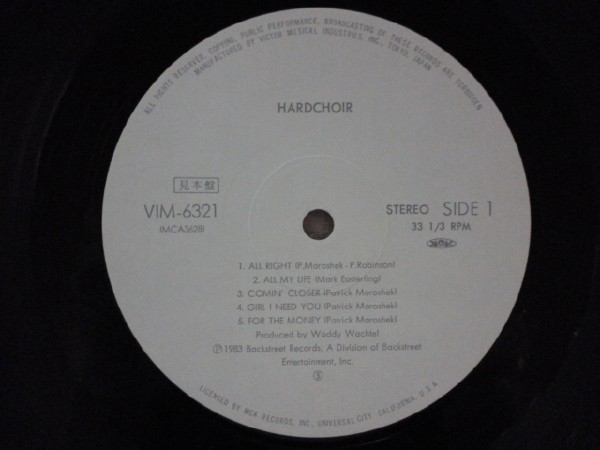 ALL RIGHTS RESERVED, COPYING, PUBLIC PERFORMANCE, BROADCASTING OF THESE RECORDS ARE FORBIDDEN
MANUFACTURED BY VICTOR MUSICAL INDUSTRIES, INC., TOKYO, JAPAN
HARDCHOIR
見本盤
VIM-6321
(MCA3628)
STEREO SIDE 1
33 1/3 RPM
1. ALL RIGHT (P. Maroshek - P. Robinson)
2. ALL MY LIFE (Mark Easterling)
3. COMIN' CLOSER (Patrick Maroshek)
4. GIRL I NEED YOU (Patrick Maroshek)
5. FOR THE MONEY (Patrick Maroshek)
Produced by Waddy Wachtel
Ⓟ1983 Backstreet Records, A Division of Backstreet
Entertainment, Inc.
Ⓢ
LICENSED BY MCA RECORDS, INC., UNIVERSAL CITY, CALIFORNIA, U.S.A.